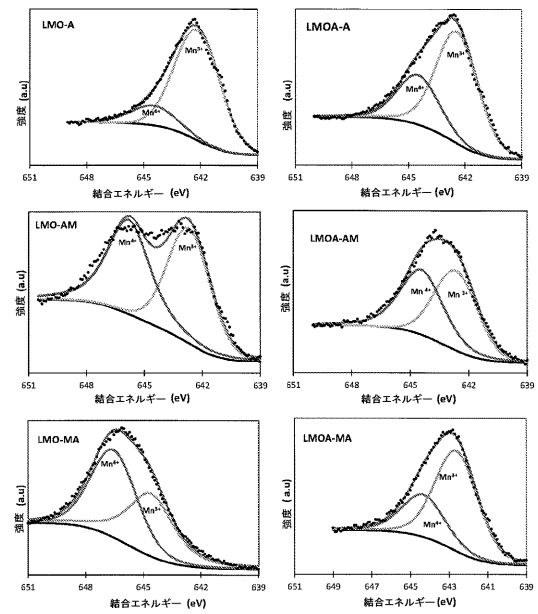 LMO-A
Mn³⁺
Mn⁴⁺
強度 (a.u)
651 648 645 642 639
結合エネルギー (eV)
LMOA-A
Mn³⁺
Mn⁴⁺
強度 (a.u)
651 648 645 642 639
結合エネルギー (eV)
LMO-AM
Mn⁴⁺ Mn³⁺
強度 (a.u)
651 648 645 642 639
結合エネルギー (eV)
LMOA-AM
Mn⁴⁺ Mn³⁺
強度 (a.u)
651 648 645 642 639
結合エネルギー (eV)
LMO-MA
Mn⁴⁺
Mn³⁺
強度 (a.u)
651 648 645 642 639
結合エネルギー (eV)
LMOA-MA
Mn³⁺
Mn⁴⁺
強度 (a.u)
649 647 645 643 641 639
結合エネルギー (eV)